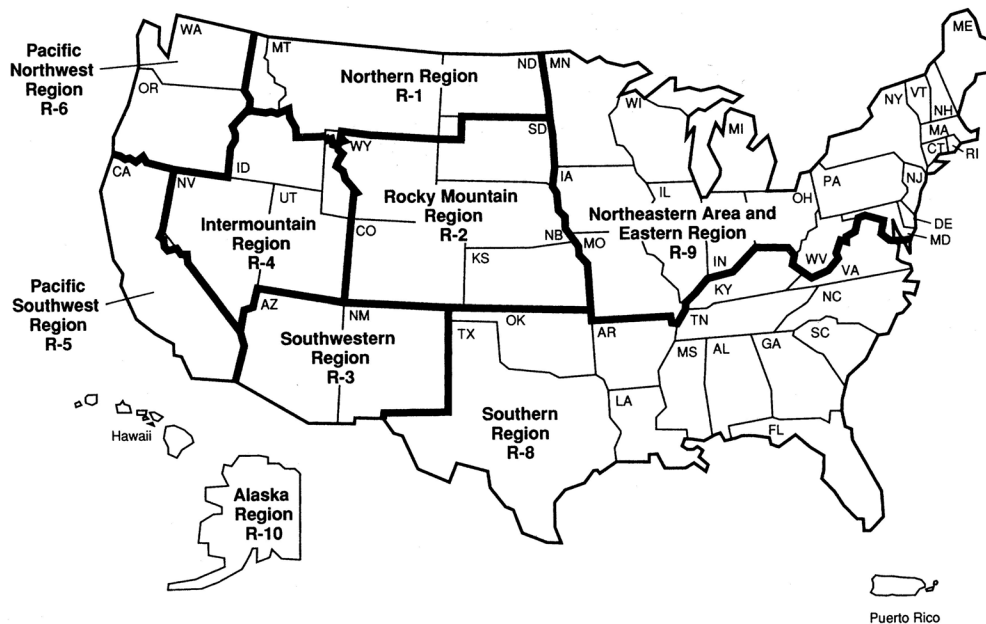 WA
MT
ND
MN
ME
Pacific
Northwest
Region
R-6
Northern Region
R-1
OR
WI
NY
VT
NH
MI
SD
MA
CT
RI
CA
NV
ID
WY
IA
IL
OH
PA
NJ
UT
Rocky Mountain
Region
R-2
Northeastern Area and
Eastern Region
R-9
DE
MD
Intermountain
Region
R-4
CO
NB
MO
KS
IN
WV
VA
KY
Pacific
Southwest
Region
R-5
AZ
NM
OK
TX
AR
TN
NC
SC
Southwestern
Region
R-3
MS
AL
GA
LA
FL
Southern
Region
R-8
Hawaii
Alaska
Region
R-10
Puerto Rico